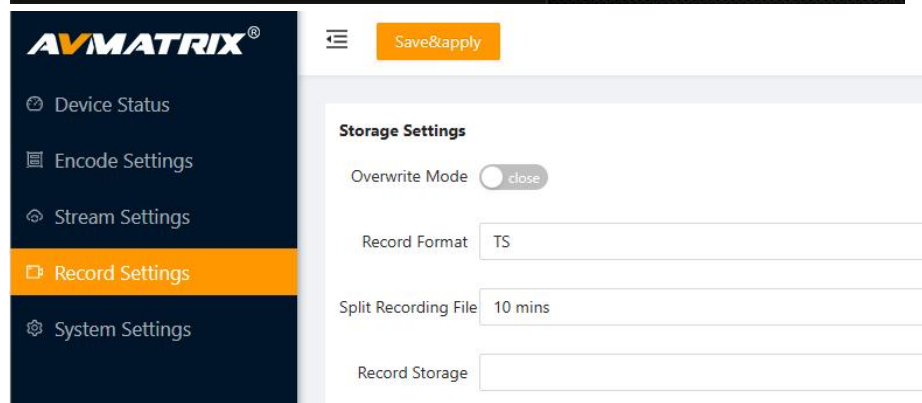 AVMATRIX®
Save&apply
Device Status
Encode Settings
Stream Settings
Record Settings
System Settings
Storage Settings
Overwrite Mode close
Record Format TS
Split Recording File 10 mins
Record Storage